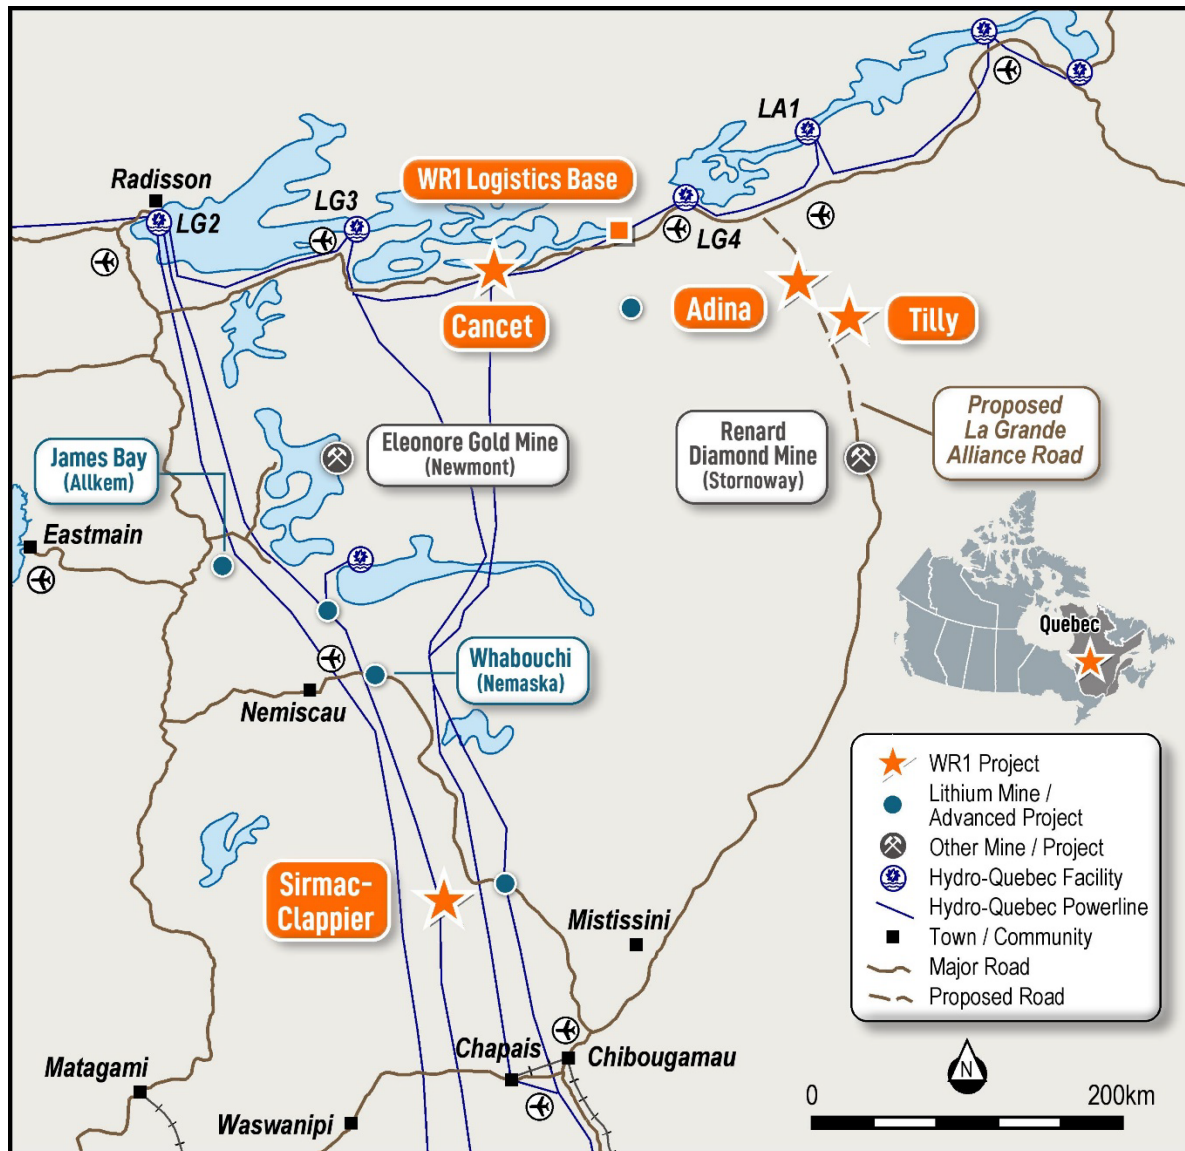 LA1
WR1 Logistics Base
Radisson
LG3
LG2
LG4
Cancet
Adina
Tilly
Proposed
La Grande
Alliance Road
Eleonore Gold Mine
(Newmont)
Renard
Diamond Mine
(Stornoway)
James Bay
(Allkem)
Eastmain
Quebec
Whabouchi
(Nemaska)
Nemiscau
WR1 Project
Lithium Mine /
Advanced Project
Other Mine / Project
Hydro-Quebec Facility
Hydro-Quebec Powerline
Town / Community
Major Road
Proposed Road
Sirmac-
Clappier
Mistissini
Chapais
Chibougamau
Matagami
Waswanipi
N
0
200km